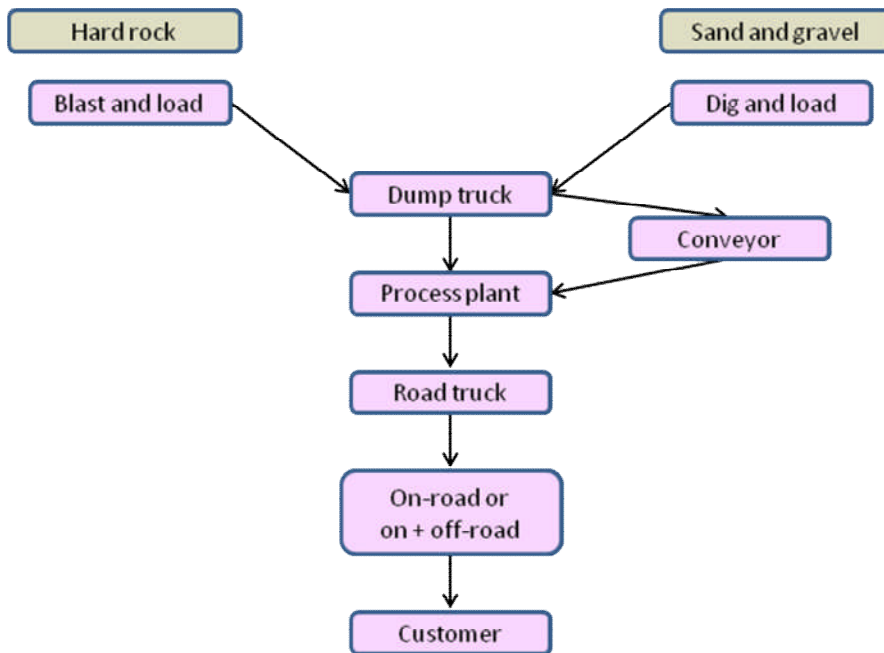 Hard rock
Sand and gravel
Blast and load
Dig and load
Dump truck
Conveyor
Process plant
Road truck
On-road or
on + off-road
Customer